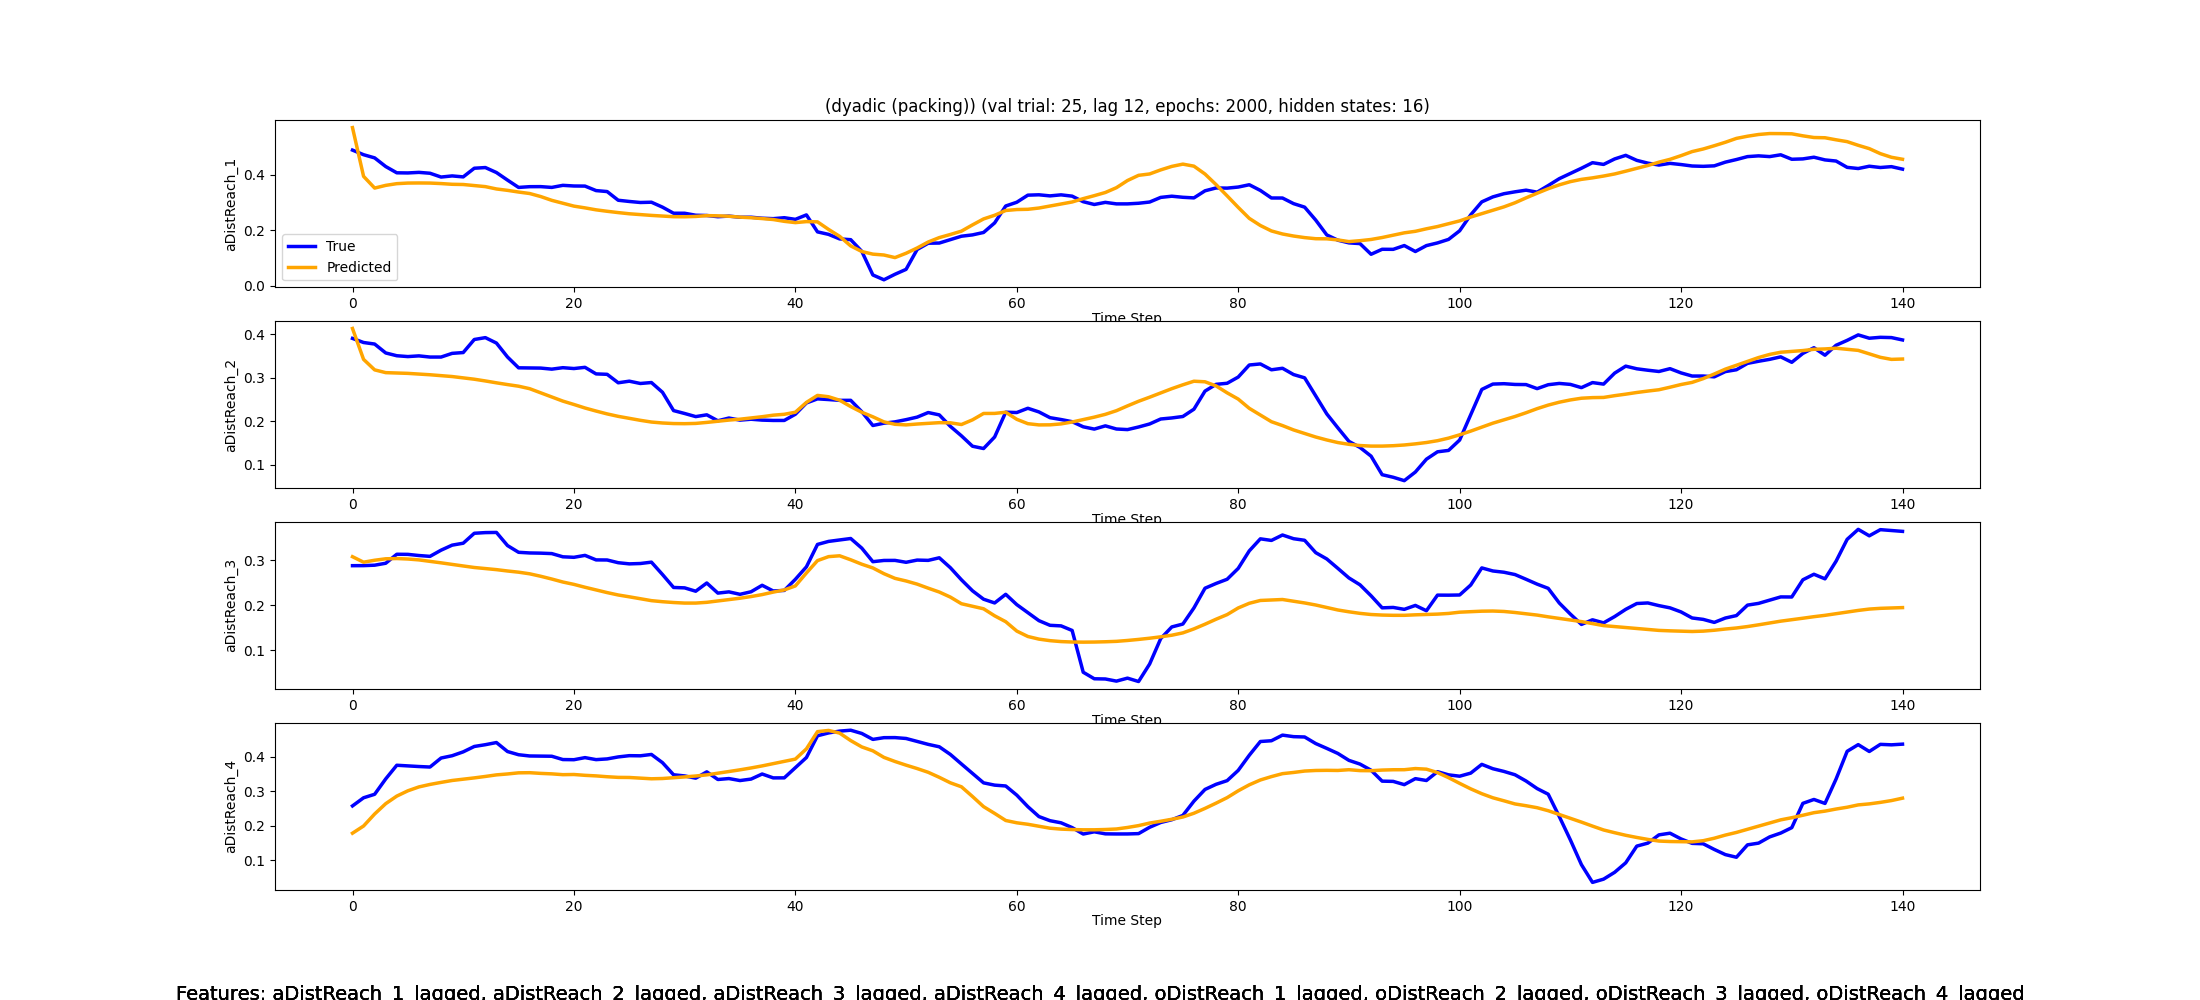 (dyadic (packing)) (val trial: 25, lag 12, epochs: 2000, hidden states: 16)
aDistReach_1
0.4
0.2
0.0
True
Predicted
0 20 40 60 80 100 120 140
Time Step
aDistReach_2
0.4
0.3
0.2
0.1
0 20 40 60 80 100 120 140
Time Step
aDistReach_3
0.3
0.2
0.1
0 20 40 60 80 100 120 140
Time Step
aDistReach_4
0.4
0.3
0.2
0.1
0 20 40 60 80 100 120 140
Time Step
Features: aDistReach_1_lagged, aDistReach_2_lagged, aDistReach_3_lagged, aDistReach_4_lagged, oDistReach_1_lagged, oDistReach_2_lagged, oDistReach_3_lagged, oDistReach_4_lagged